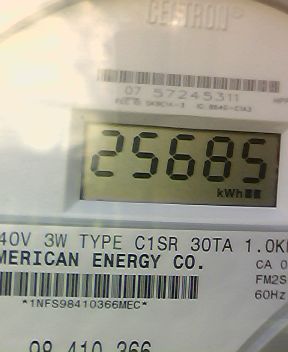 CELLTRON®
07 57245311
25685
kWh
40V 3W TYPE C1SR 30TA 1.0K
MERICAN ENERGY CO.
CA 0
FM2S
*1NFS98410366MEC*
60Hz
98 410 366